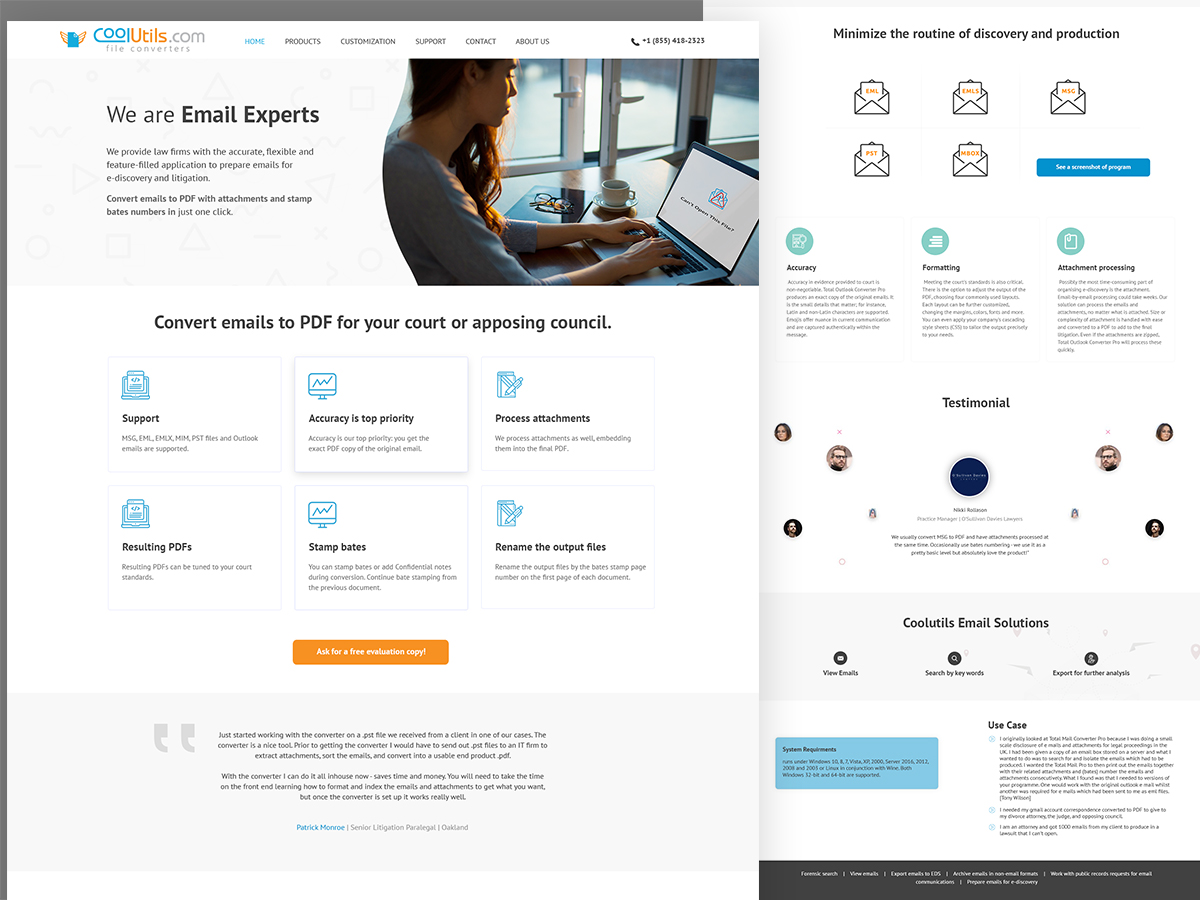 COOLUtils.com
file converters
HOME PRODUCTS CUSTOMIZATION SUPPORT CONTACT ABOUT US
+1 (855) 418-2323
We are Email Experts
We provide law firms with the accurate, flexible and
feature-filled application to prepare emails for
e-discovery and litigation.
Convert emails to PDF with attachments and stamp
bates numbers in just one click.
Can't Open This File?
Convert emails to PDF for your court or apposing council.
Support
MSG, EML, EMLX, MIM, PST files and Outlook
emails are supported.
Accuracy is top priority
Accuracy is our top priority: you get the
exact PDF copy of the original email.
Process attachments
We process attachments as well, embedding
them into the final PDF.
Resulting PDFs
Resulting PDFs can be tuned to your court
standards.
Stamp bates
You can stamp bates or add Confidential notes
during conversion. Continue bate stamping from
the previous document.
Rename the output files
Rename the output files by the bates stamp page
number on the first page of each document.
Ask for a free evaluation copy!
Just started working with the converter on a .pst file we received from a client in one of our cases. The
converter is a nice tool. Prior to getting the converter I would have to send out .pst files to an IT firm to
extract attachments, sort the emails, and convert into a usable end product .pdf.
With the converter I can do it all inhouse now - saves time and money. You will need to take the time
on the front end learning how to format and index the emails and attachments to get what you want,
but once the converter is set up it works really well.
Patrick Monroe | Senior Litigation Paralegal | Oakland
Minimize the routine of discovery and production
EML
EMLS
MSG
PST
MBOX
See a screenshot of program
Accuracy
Accuracy in evidence provided to court is
non-negotiable. Total Outlook Converter Pro
produces an exact copy of the original emails. It
is the small details that matter; for instance,
Latin and non-Latin characters are supported.
Emojis offer nuance in current communication
and are captured authentically within the
message.
Formatting
Meeting the court's standards is also critical.
There is the option to adjust the output of the
PDF, choosing four commonly used layouts.
Each layout can be further customized,
changing the margins, colors, fonts and more.
You can even apply your company's cascading
style sheets (CSS) to tailor the output precisely
to your needs.
Attachment processing
Possibly the most time-consuming part of
organising e-discovery is the attachment.
Email-by-email processing could take weeks. Our
solution can process the emails and
attachments, no matter what is attached. Size or
complexity of attachment is handled with ease
and converted to a PDF to add to the final
litigation. Even if the attachments are zipped,
Total Outlook Converter Pro will process these
quickly.
Testimonial
O'Sullivan Davies
Nikki Rollason
Practice Manager | O'Sullivan Davies Lawyers
We usually convert MSG to PDF and have attachments processed at
the same time. Occasionally use bates numbering - we use it as a
pretty basic level but absolutely love the product!"
Coolutils Email Solutions
View Emails
Search by key words
Export for further analysis
System Requirments
runs under Windows 10, 8, 7, Vista, XP, 2000, Server 2016, 2012,
2008 and 2003 or Linux in conjunction with Wine. Both
Windows 32-bit and 64-bit are supported.
Use Case
I originally looked at Total Mail Converter Pro because I was doing a small
scale disclosure of e mails and attachments for legal proceedings in the
UK. I had been given a copy of an email box stored on a server and what I
wanted to do was to search for and isolate the emails which had to be
produced. I wanted the Total Mail Pro to then print out the emails together
with their related attachments and [bates] number the emails and
attachments consecutively. What I found was that I needed to versions of
your programme. One would work with the original outlook e mail whilst
another was required for e mails which had been sent to me as eml files.
[Tony Wilson]
I needed my gmail account correspondence converted to PDF to give to
my divorce attorney, the judge, and opposing council.
I am an attorney and got 1000 emails from my client to produce in a
lawsuit that I can't open.
Forensic search | View emails | Export emails to EDS | Archive emails in non-email formats | Work with public records requests for email
communications | Prepare emails for e-discovery